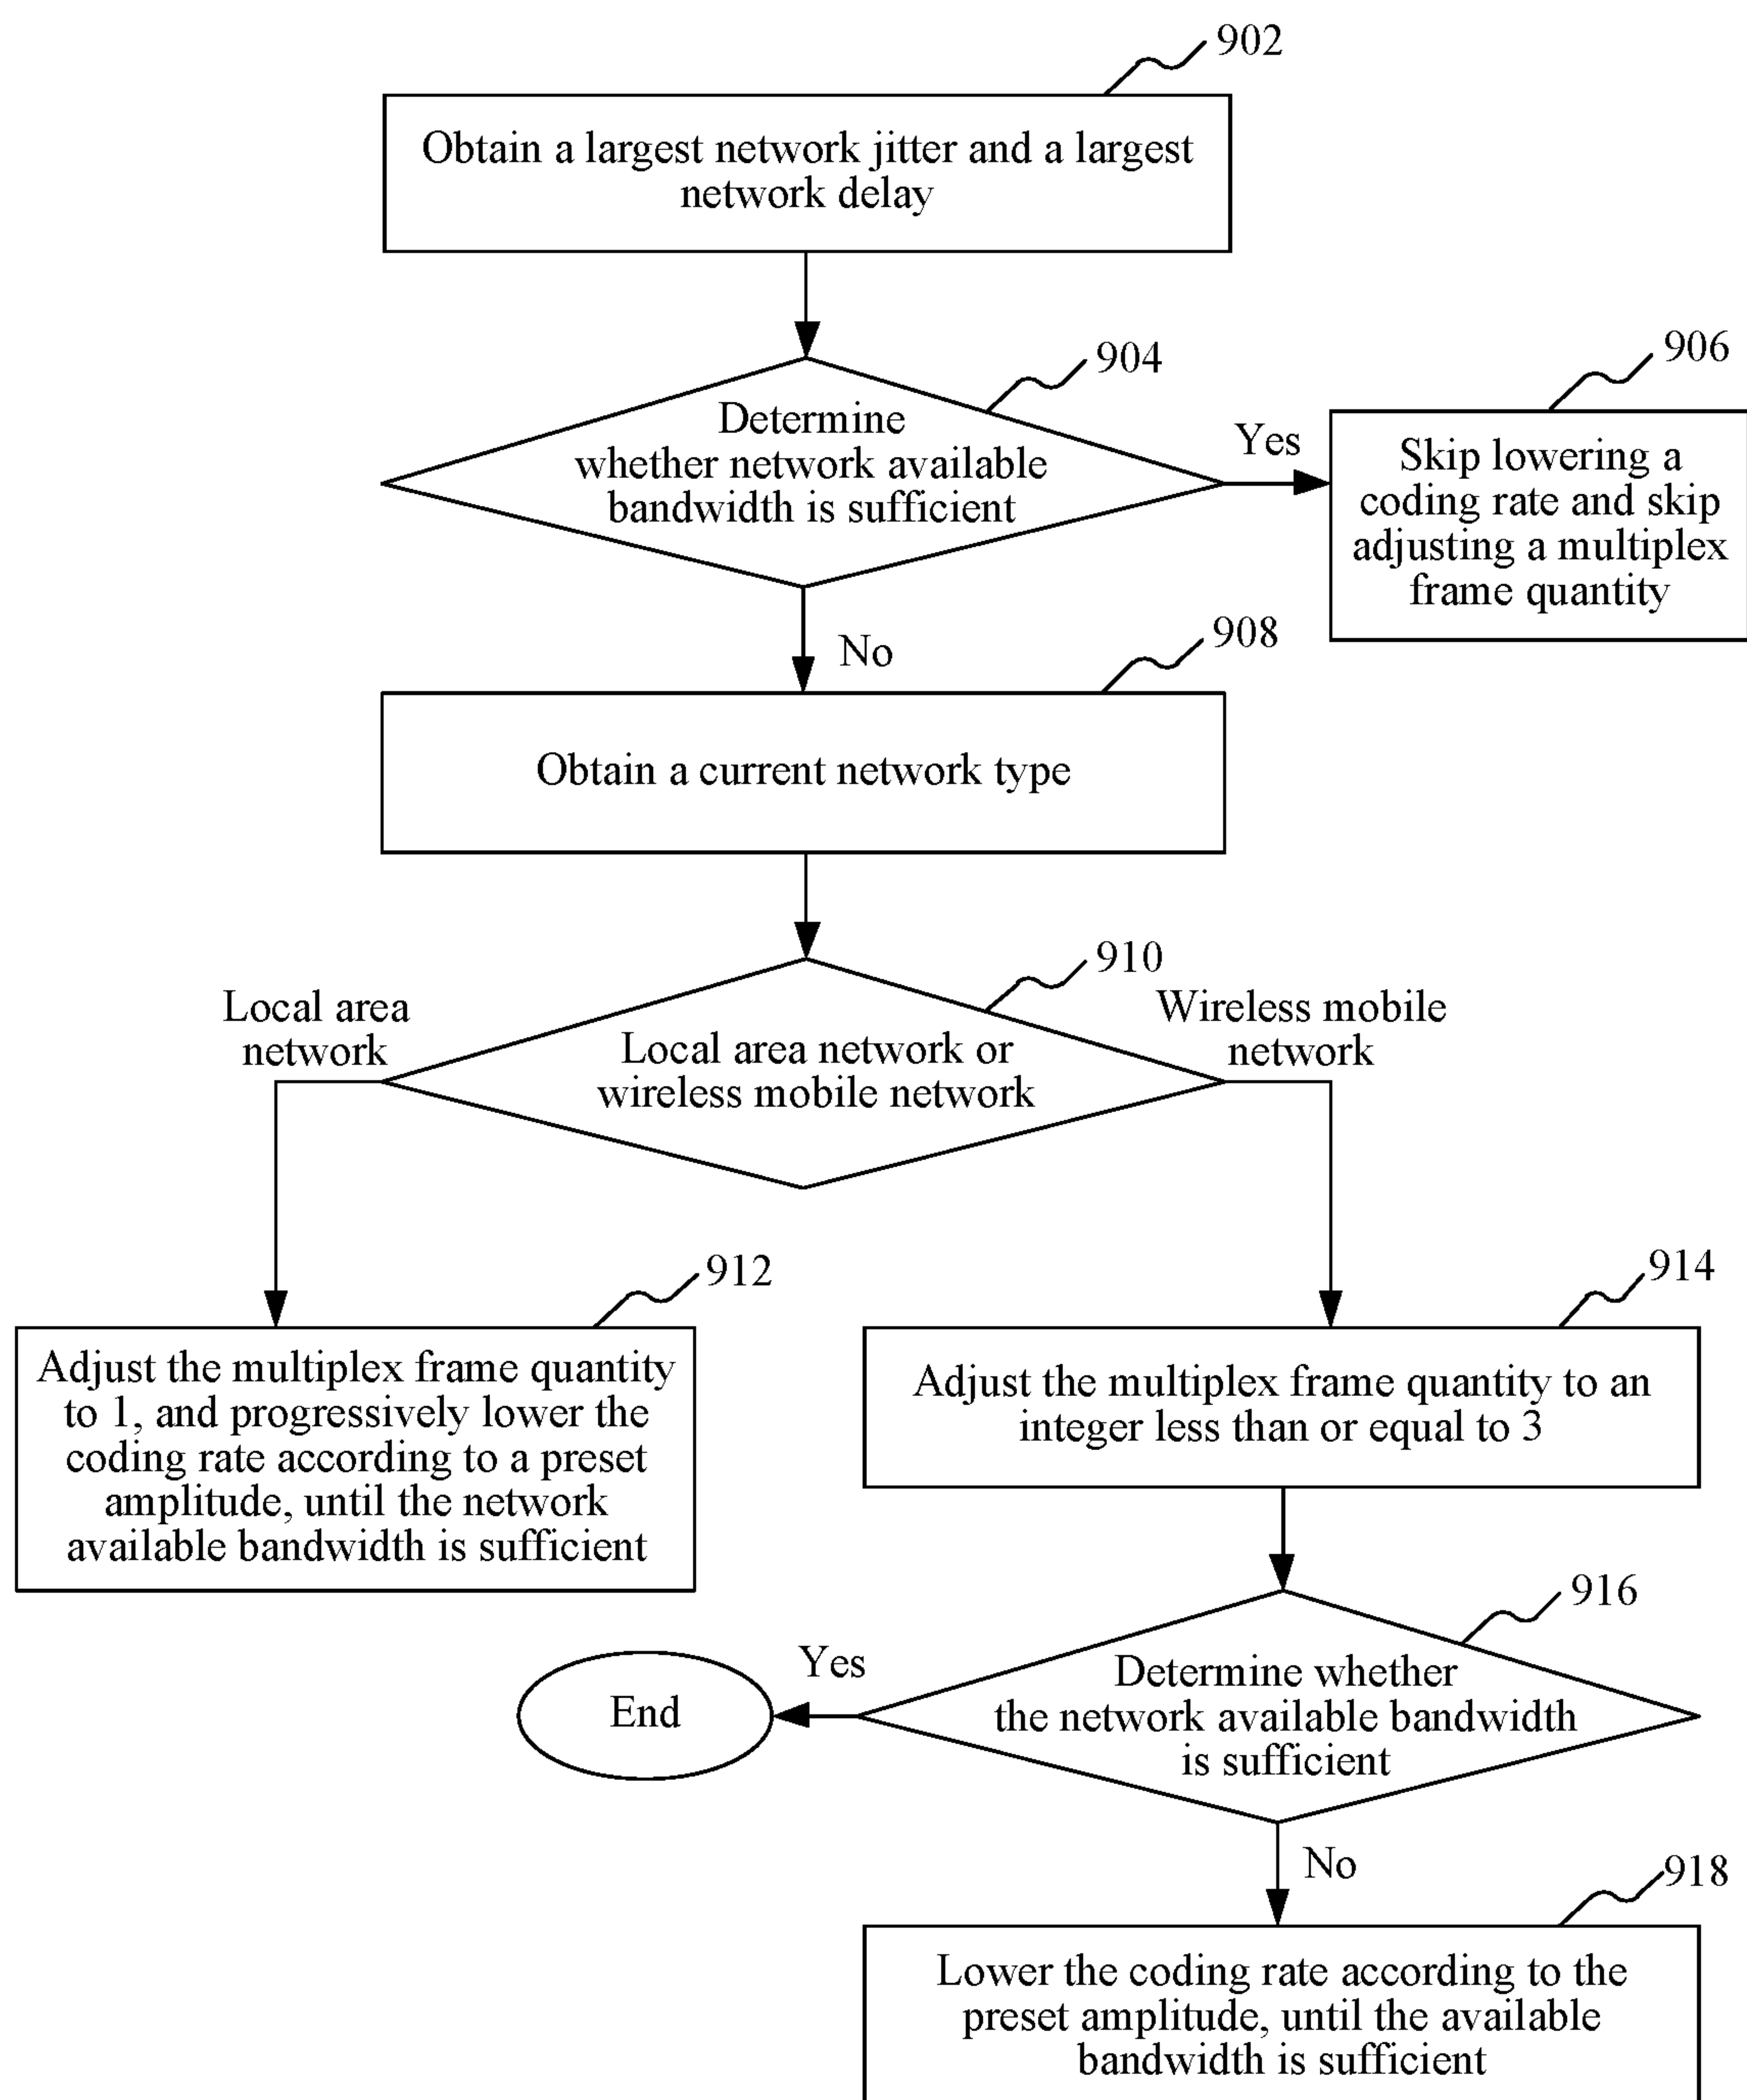 902
Obtain a largest network jitter and a largest
network delay
904
Determine
whether network available
bandwidth is sufficient
Yes
906
Skip lowering a
coding rate and skip
adjusting a multiplex
frame quantity
No
908
Obtain a current network type
910
Local area
network
Local area network or
wireless mobile network
Wireless mobile
network
912
Adjust the multiplex frame quantity
to 1, and progressively lower the
coding rate according to a preset
amplitude, until the network
available bandwidth is sufficient
914
Adjust the multiplex frame quantity to an
integer less than or equal to 3
916
Determine whether
the network available bandwidth
is sufficient
Yes
End
No
918
Lower the coding rate according to the
preset amplitude, until the available
bandwidth is sufficient